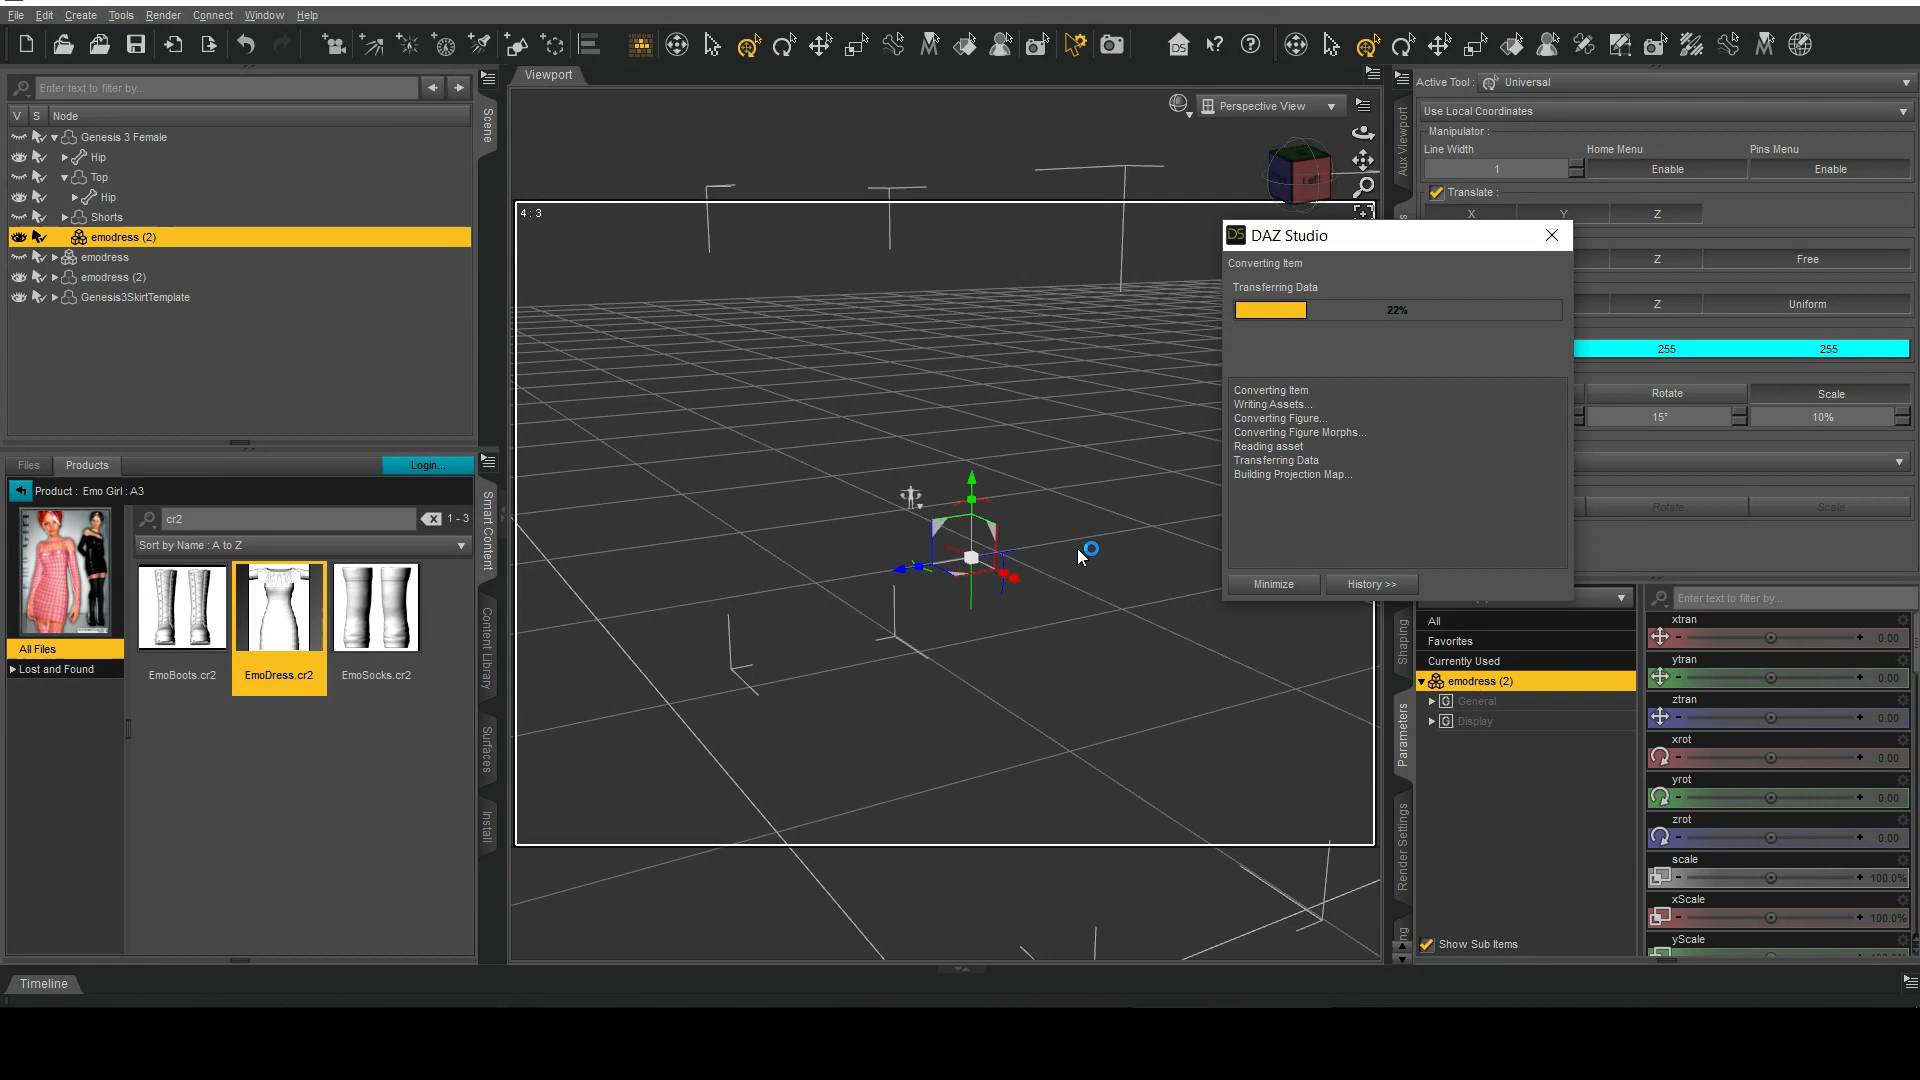 File Edit Create Tools Render Connect Window Help
Enter text to filter by...
V S Node
Genesis 3 Female
Hip
Top
Hip
Shorts
emodress (2)
emodress
emodress (2)
Genesis3SkirtTemplate
Scene
Files Products Login...
Product : Emo Girl : A3
cr2 1 - 3
Sort by Name : A to Z
All Files
Lost and Found
EmoBoots.cr2 EmoDress.cr2 EmoSocks.cr2
Smart Content
Content Library
Surfaces
Install
Viewport
Perspective View
4 : 3
Left
DS DAZ Studio
Converting Item
Transferring Data
22%
Converting Item
Writing Assets...
Converting Figure...
Converting Figure Morphs...
Reading asset
Transferring Data
Building Projection Map...
Minimize History >>
Aux Viewport
Active Tool : Universal
Use Local Coordinates
Manipulator :
Line Width Home Menu Pins Menu
1 Enable Enable
Translate :
X Y Z
Z Free
Z Uniform
255 255
Rotate Scale
15° 10%
Rotate Scale
Shaping
Parameters
Render Settings
Enter text to filter by...
All
Favorites
Currently Used
emodress (2)
G General
G Display
Show Sub Items
xtran
0.00
ytran
0.00
ztran
0.00
xrot
0.00
yrot
0.00
zrot
0.00
scale
100.0%
xScale
100.0%
yScale
Timeline